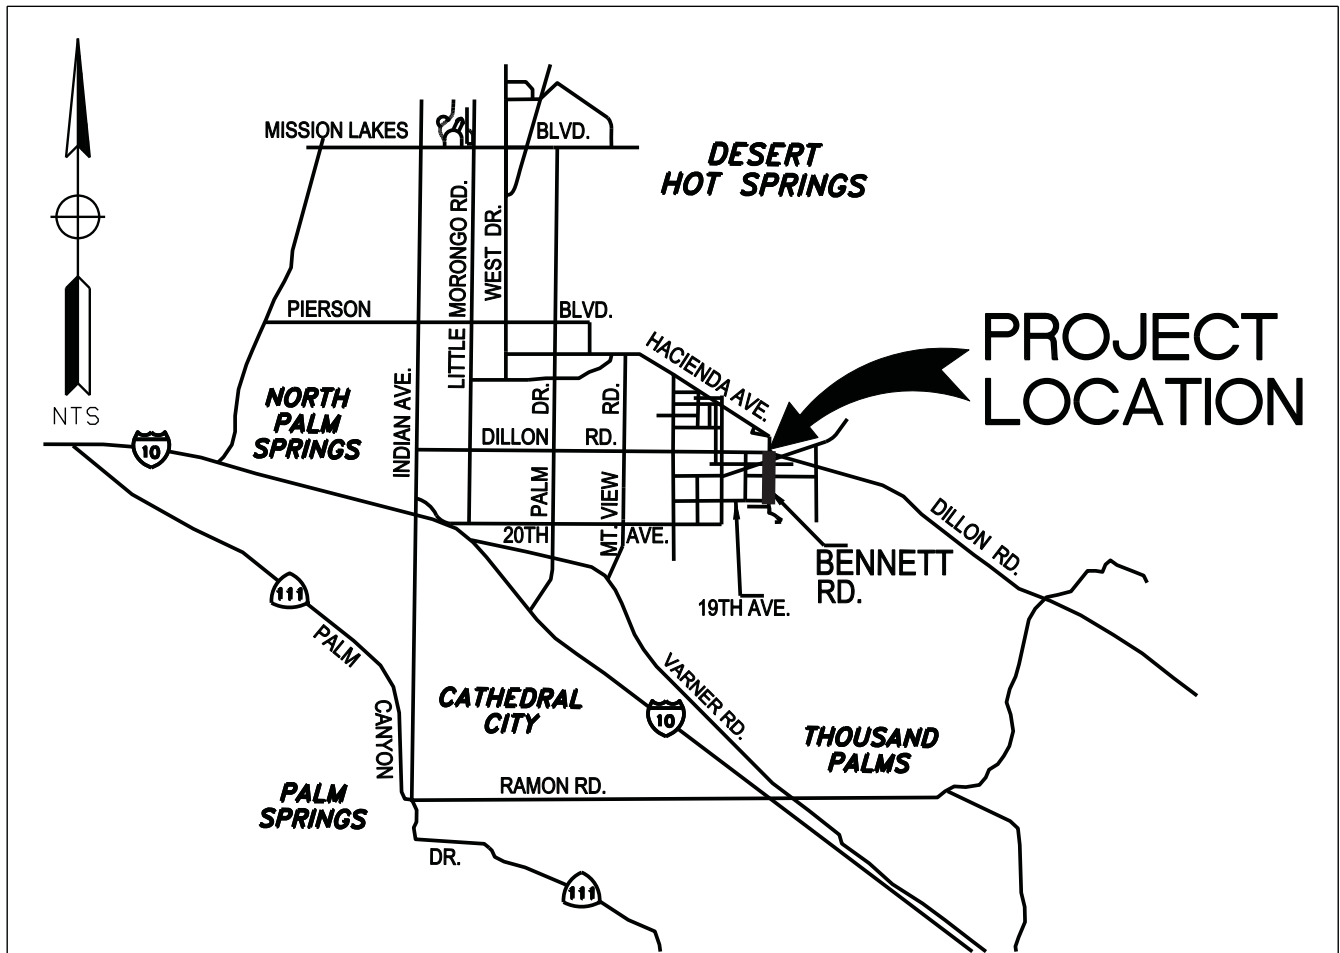 MISSION LAKES BLVD.
DESERT
HOT SPRINGS
LITTLE MORONGO RD.
WEST DR.
PIERSON BLVD.
PROJECT
LOCATION
HACIENDA AVE.
NTS
NORTH
PALM
SPRINGS
INDIAN AVE.
PALM DR.
MT. VIEW RD.
DILLON RD.
10
20TH AVE.
DILLON RD.
BENNETT
RD.
19TH AVE.
111
PALM
CANYON
CATHEDRAL
CITY
VARNER RD.
10
THOUSAND
PALMS
RAMON RD.
PALM
SPRINGS
DR.
111